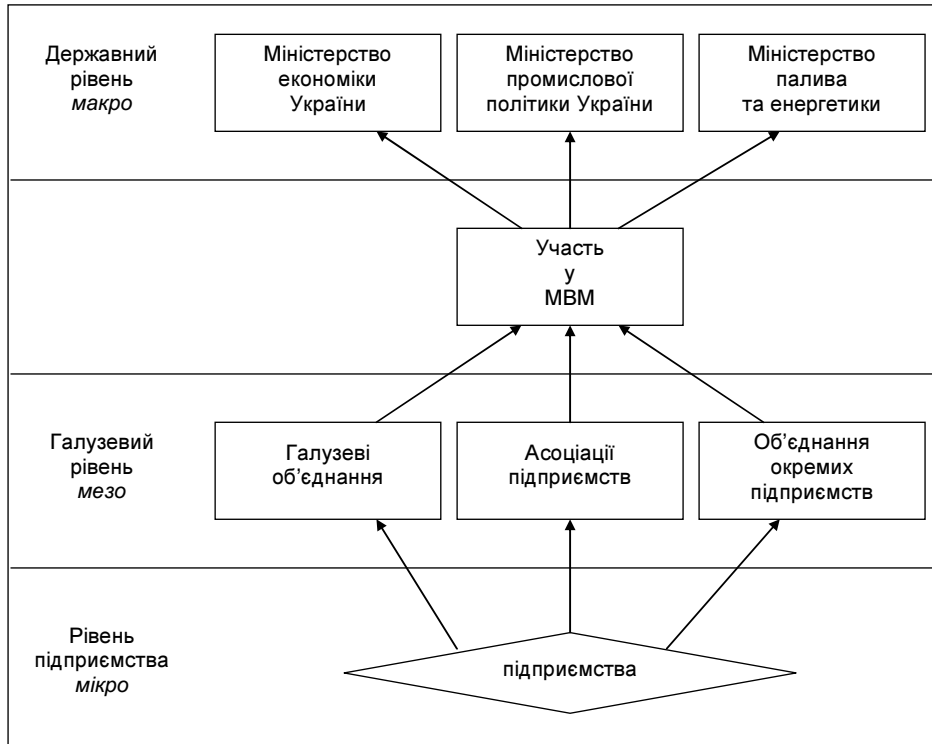 Державний
рівень
макро
Міністерство
економіки
України
Міністерство
промислової
політики України
Міністерство
палива
та енергетики
Участь
у
МВМ
Галузевий
рівень
мезо
Галузеві
об’єднання
Асоціації
підприємств
Об’єднання
окремих
підприємств
Рівень
підприємства
мікро
підприємства